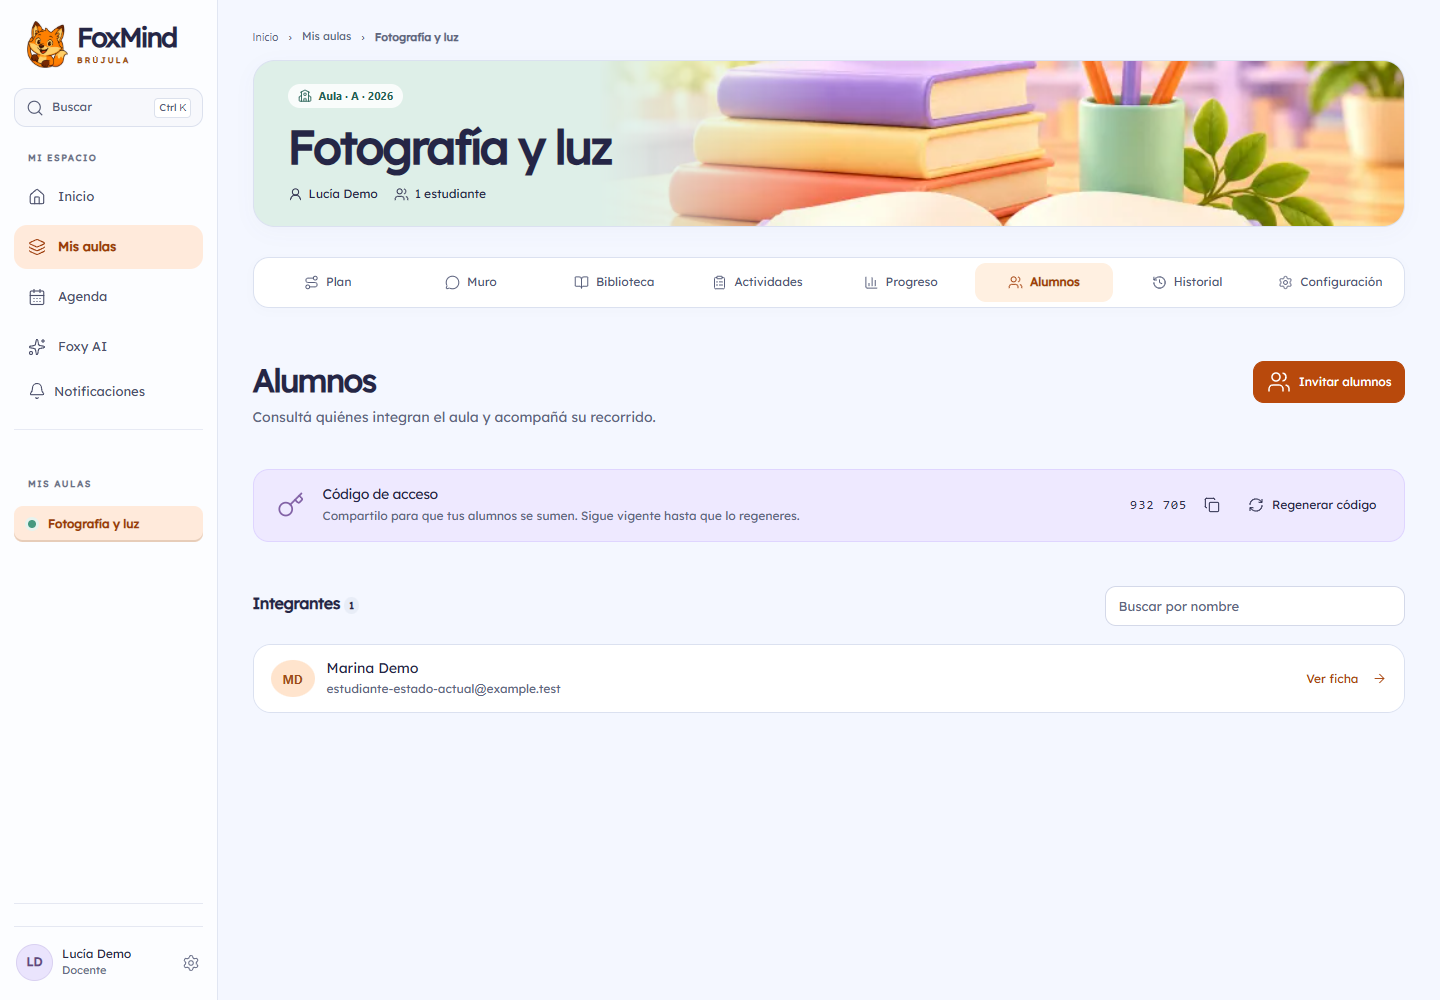 FoxMind
BRÚJULA
Buscar
Ctrl K
MI ESPACIO
Inicio
Mis aulas
Agenda
Foxy AI
Notificaciones
MIS AULAS
Fotografía y luz
LD
Lucía Demo
Docente
Inicio › Mis aulas › Fotografía y luz
Aula · A · 2026
Fotografía y luz
Lucía Demo 1 estudiante
Plan Muro Biblioteca Actividades Progreso Alumnos Historial Configuración
Alumnos
Consultá quiénes integran el aula y acompañá su recorrido.
Invitar alumnos
Código de acceso
Compartilo para que tus alumnos se sumen. Sigue vigente hasta que lo regeneres.
932 705
Regenerar código
Integrantes 1
Buscar por nombre
MD
Marina Demo
estudiante-estado-actual@example.test
Ver ficha